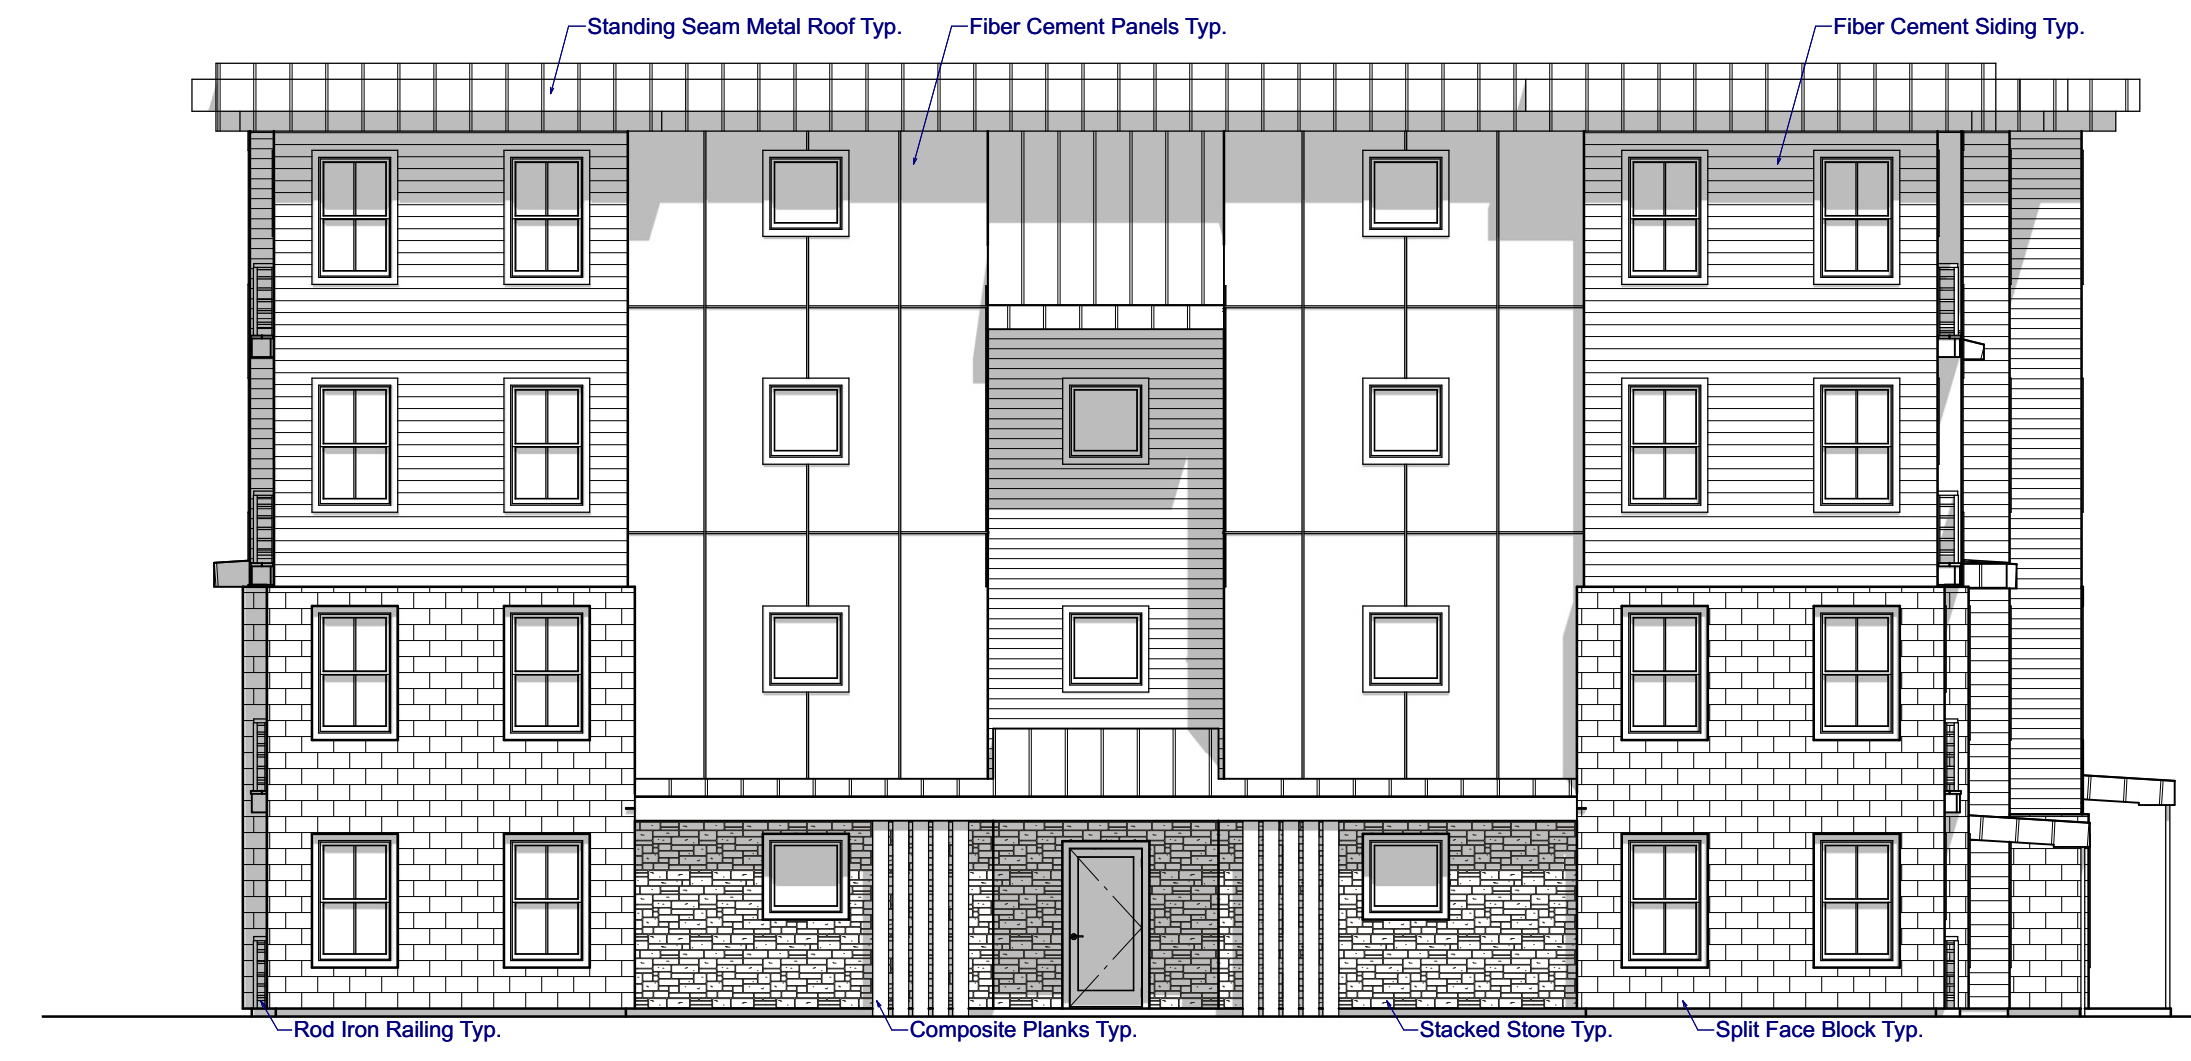 Standing Seam Metal Roof Typ.
Fiber Cement Panels Typ.
Fiber Cement Siding Typ.
Rod Iron Railing Typ.
Composite Planks Typ.
Stacked Stone Typ.
Split Face Block Typ.